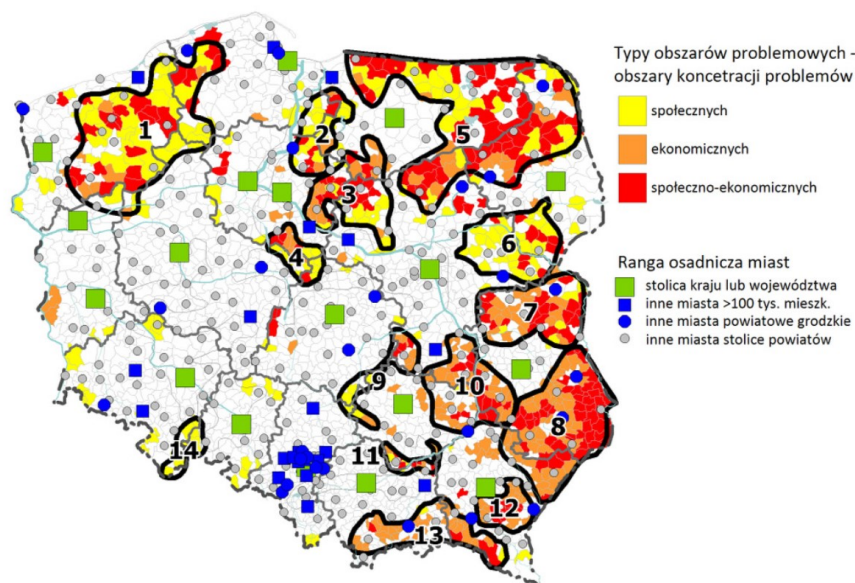 Typy obszarów problemowych -
obszary koncetracji problemów
społecznych
ekonomicznych
społeczno-ekonomicznych
Ranga osadnicza miast
stolica kraju lub województwa
inne miasta >100 tys. mieszk.
inne miasta powiatowe grodzkie
inne miasta stolice powiatów
1
2
3
4
5
6
7
8
9
10
11
12
13
14